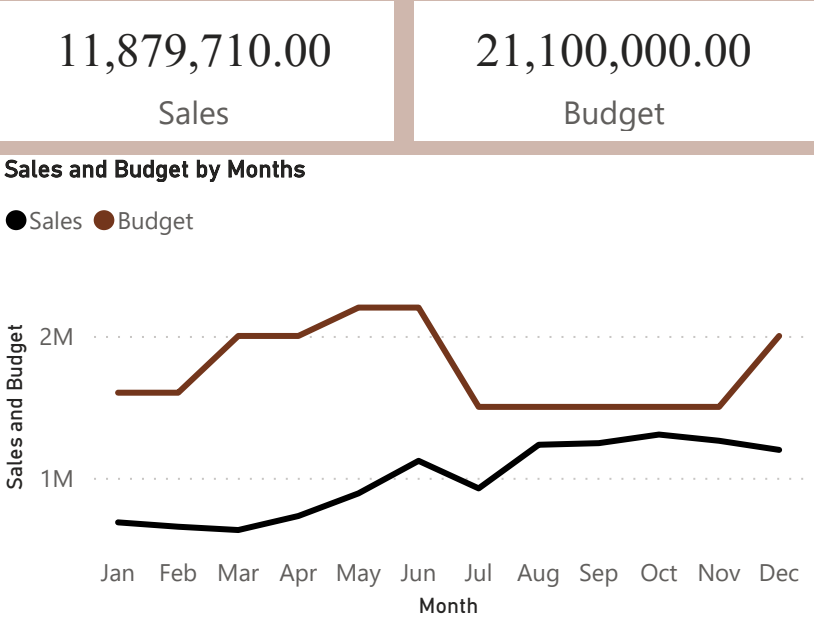 11,879,710.00 21,100,000.00
Sales Budget
Sales and Budget by Months
Sales Budget
Sales and Budget
2M
1M
Jan Feb Mar Apr May Jun Jul Aug Sep Oct Nov Dec
Month